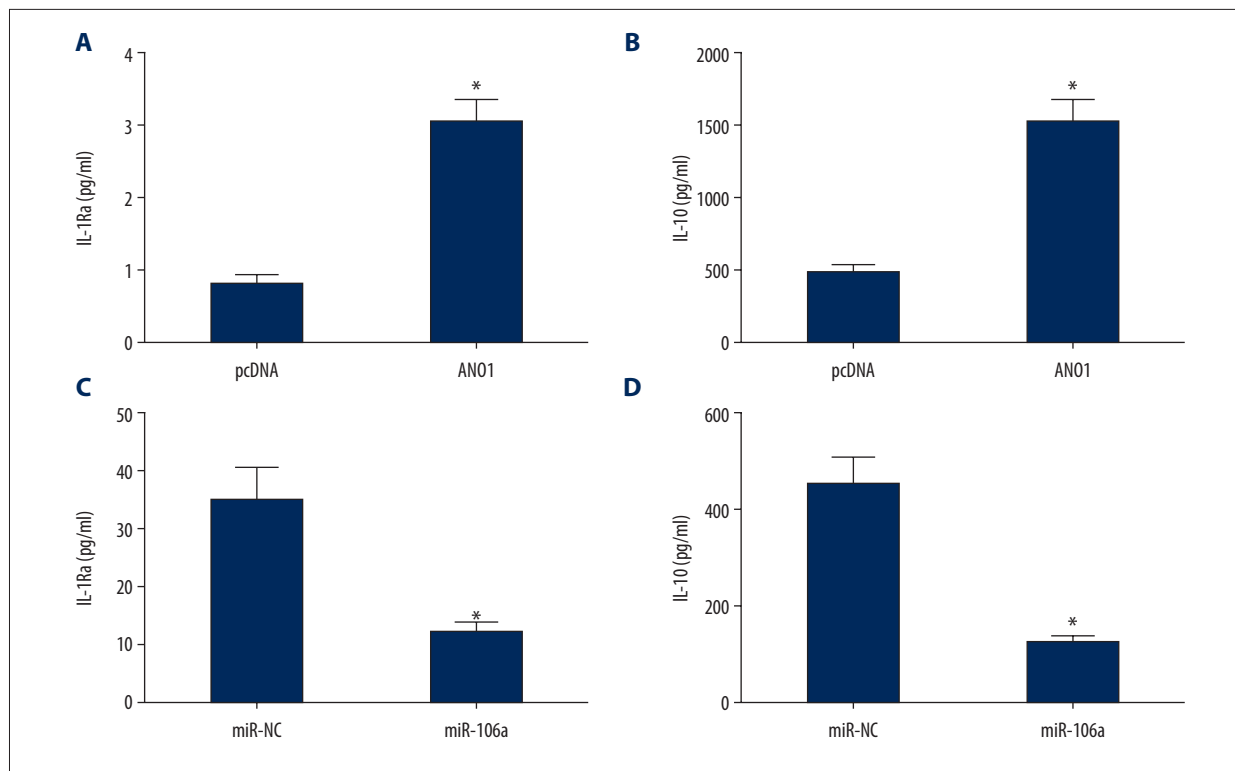 A
4
3
2
1
0
IL-1Ra (pg/ml)
*
pcDNA
ANO1
B
2000
1500
1000
500
0
IL-10 (pg/ml)
*
pcDNA
ANO1
C
50
40
30
20
10
0
IL-1Ra (pg/ml)
*
miR-NC
miR-106a
D
600
400
200
0
IL-10 (pg/ml)
*
miR-NC
miR-106a